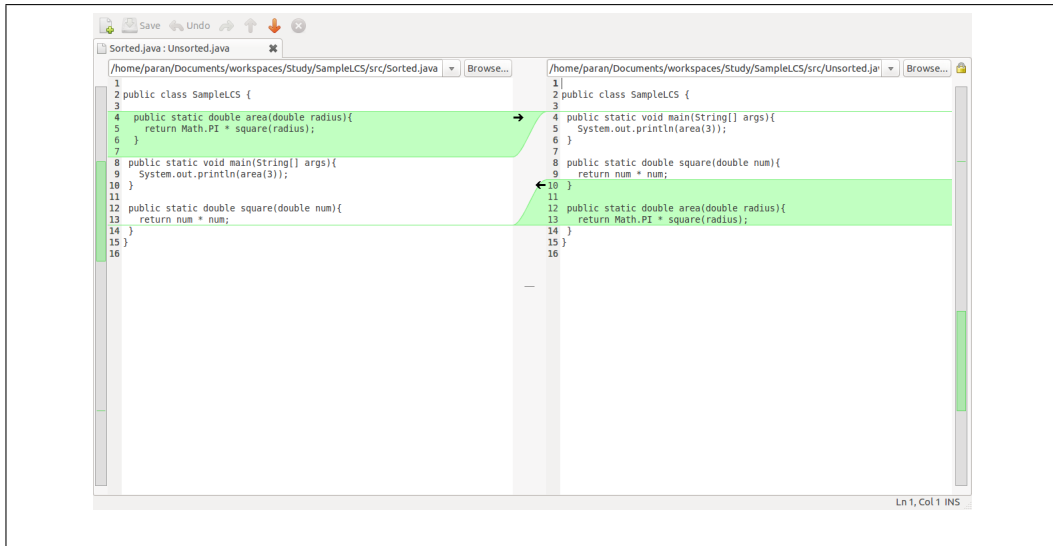 Save Undo
Sorted.java : Unsorted.java
/home/paran/Documents/workspaces/Study/SampleLCS/src/Sorted.java Browse...
1
2 public class SampleLCS {
3
4 public static double area(double radius){
5 return Math.PI * square(radius);
6 }
7
8 public static void main(String[] args){
9 System.out.println(area(3));
10 }
11
12 public static double square(double num){
13 return num * num;
14 }
15 }
16
/home/paran/Documents/workspaces/Study/SampleLCS/src/Unsorted.ja Browse...
1
2 public class SampleLCS {
3
4 public static void main(String[] args){
5 System.out.println(area(3));
6 }
7
8 public static double square(double num){
9 return num * num;
10 }
11
12 public static double area(double radius){
13 return Math.PI * square(radius);
14 }
15 }
16
Ln 1, Col 1 INS